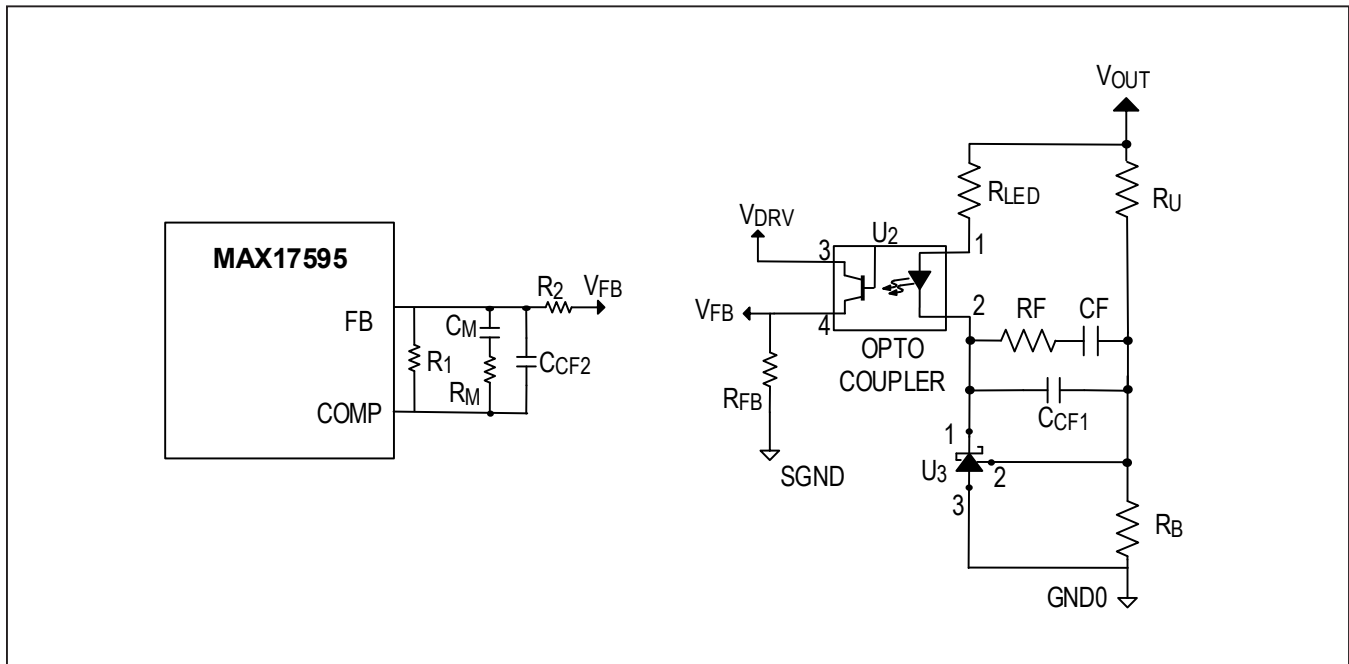 MAX17595
FB
COMP
R1
CM
RM
CCF2
R2
VFB
VOUT
RLED
RU
VDRV
U2
3
1
VFB
4
2
OPTO
COUPLER
RF
CF
RFB
CCF1
SGND
1
U3
2
3
RB
GND0